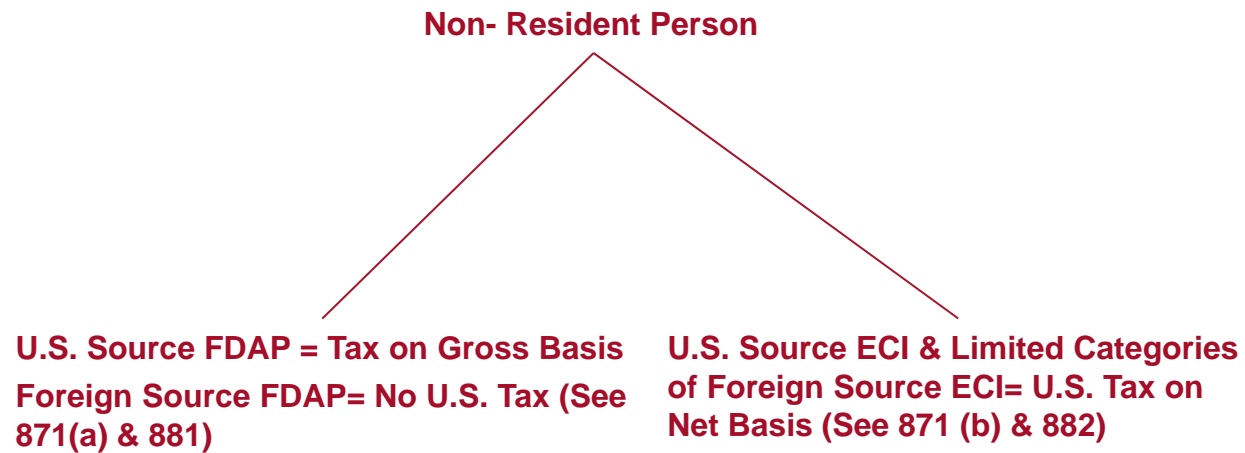 Non- Resident Person
U.S. Source FDAP = Tax on Gross Basis
Foreign Source FDAP= No U.S. Tax (See
871(a) & 881)
U.S. Source ECI & Limited Categories
of Foreign Source ECI= U.S. Tax on
Net Basis (See 871 (b) & 882)